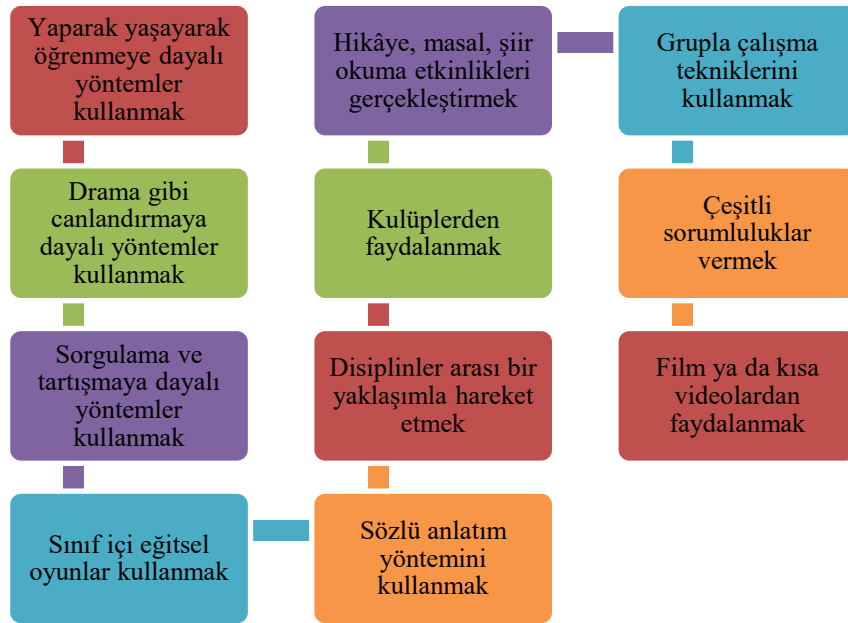 Yaparak yaşayarak
öğrenmeye dayalı
yöntemler
kullanmak
Drama gibi
canlandırmaya
dayalı yöntemler
kullanmak
Sorgulama ve
tartışmaya dayalı
yöntemler
kullanmak
Sınıf içi eğitsel
oyunlar kullanmak
Sözlü anlatım
yöntemini
kullanmak
Disiplinler arası bir
yaklaşımla hareket
etmek
Kulüplerden
faydalanmak
Hikâye, masal, şiir
okuma etkinlikleri
gerçekleştirmek
Grupla çalışma
tekniklerini
kullanmak
Çeşitli
sorumluluklar
vermek
Film ya da kısa
videolardan
faydalanmak